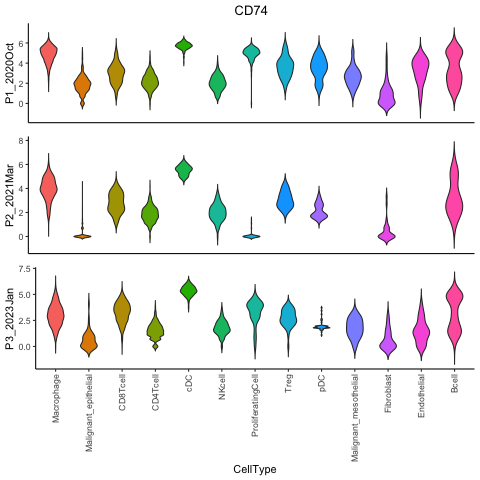 CD74
P1_2020Oct
6
4
2
0
P2_2021Mar
8
6
4
2
0
P3_2023Jan
7.5
5.0
2.5
0.0
Macrophage
Malignant_epithelial
CD8Tcell
CD4Tcell
cDC
NKcell
ProliferatingCell
Treg
pDC
Malignant_mesothelial
Fibroblast
Endothelial
Bcell
CellType